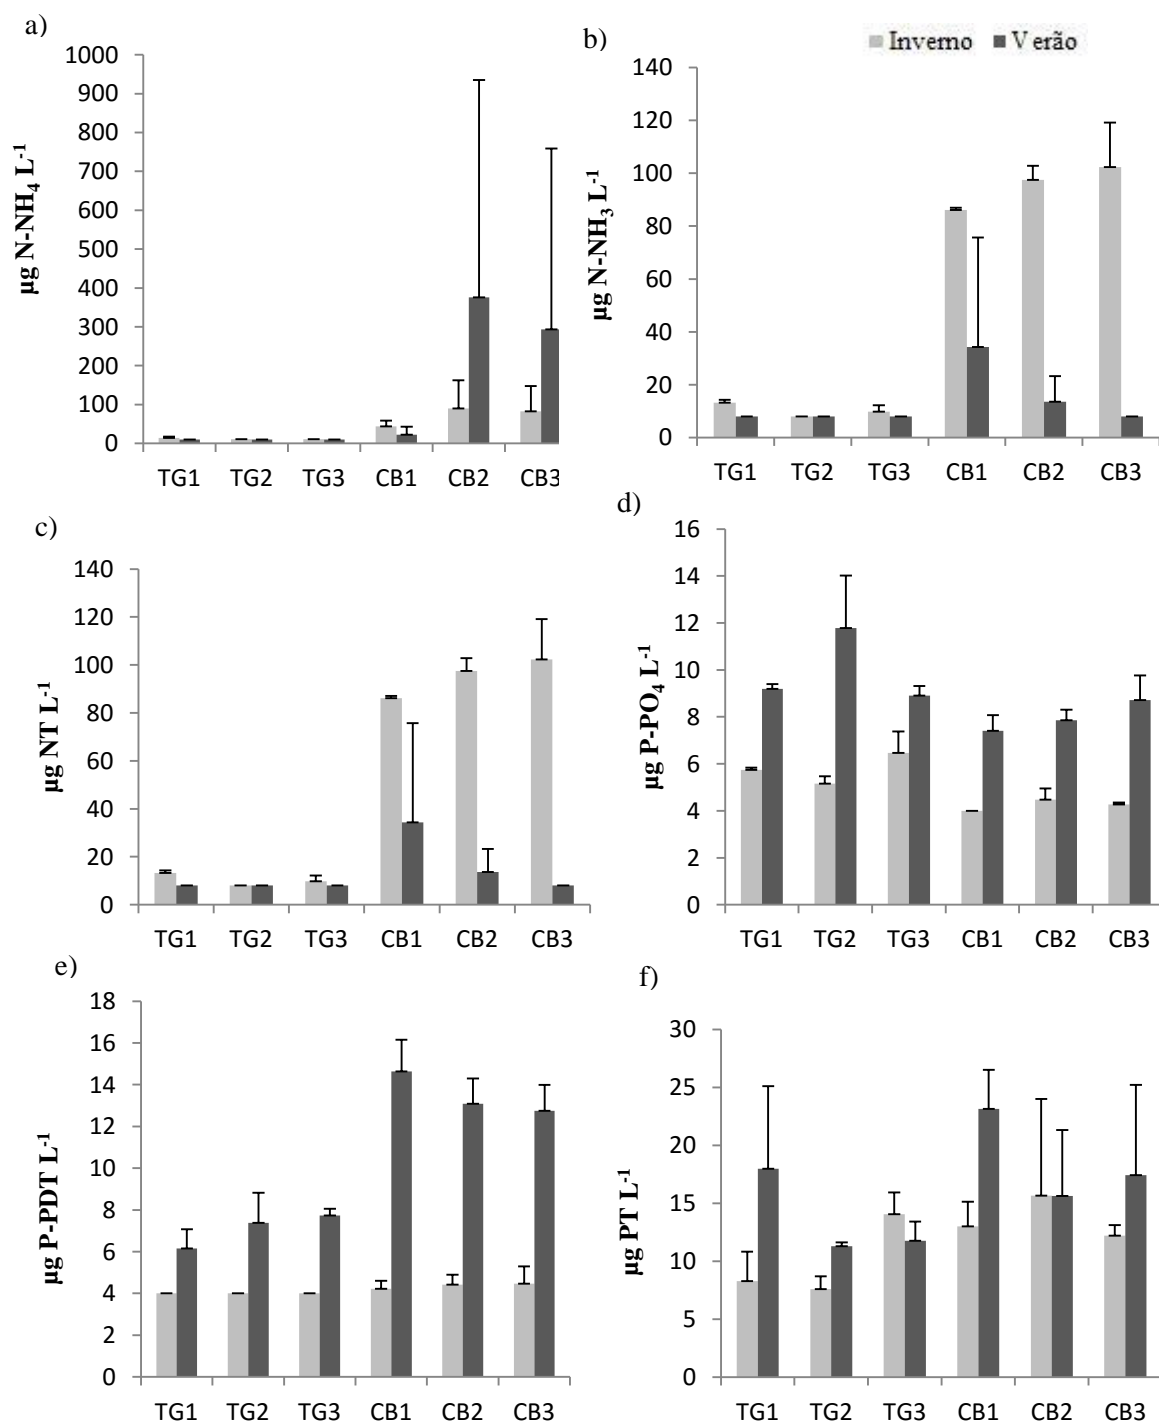 a)
b)
Inverno Verão
1000
900
800
700
600
500
400
300
200
100
0
µg N-NH₄ L⁻¹
TG1 TG2 TG3 CB1 CB2 CB3
140
120
100
80
60
40
20
0
µg N-NH₃ L⁻¹
TG1 TG2 TG3 CB1 CB2 CB3
c)
140
120
100
80
60
40
20
0
µg NT L⁻¹
TG1 TG2 TG3 CB1 CB2 CB3
d)
16
14
12
10
8
6
4
2
0
µg P-PO₄ L⁻¹
TG1 TG2 TG3 CB1 CB2 CB3
e)
18
16
14
12
10
8
6
4
2
0
µg P-PDT L⁻¹
TG1 TG2 TG3 CB1 CB2 CB3
f)
30
25
20
15
10
5
0
µg PT L⁻¹
TG1 TG2 TG3 CB1 CB2 CB3